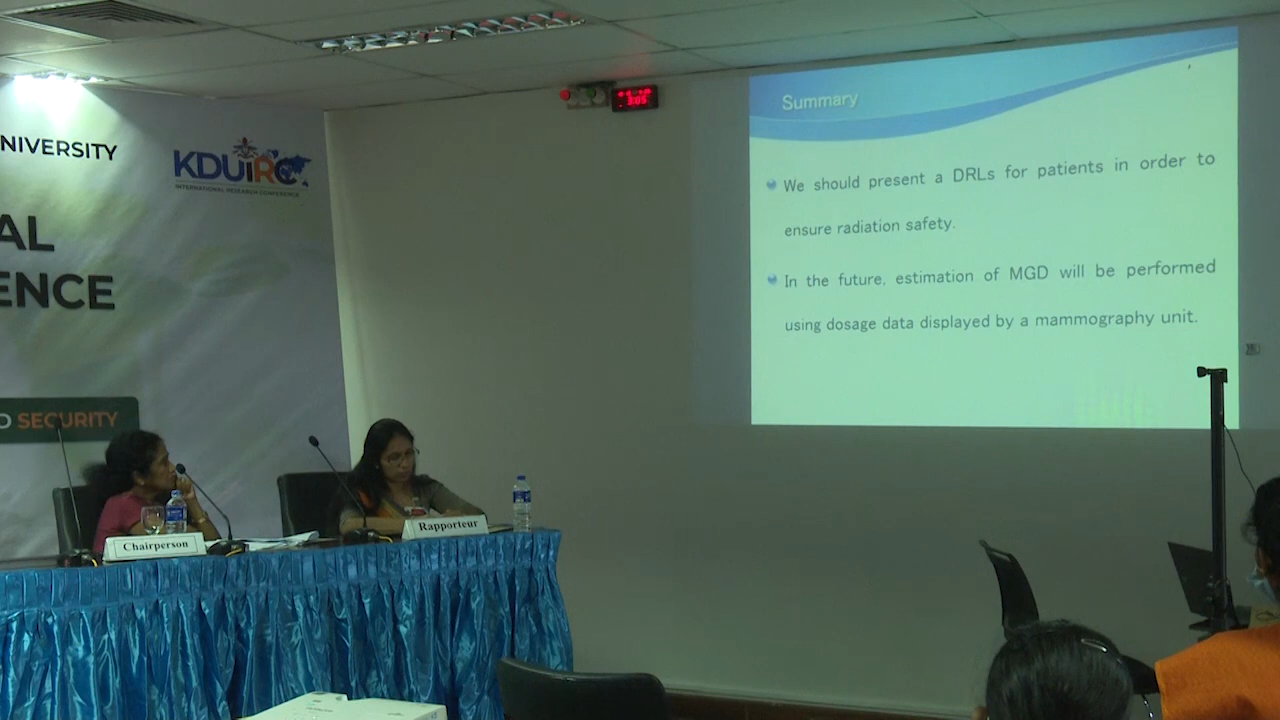 NIVERSITY
KDUiRC
INTERNATIONAL RESEARCH CONFERENCE
AL
ENCE
D SECURITY
Chairperson
Rapporteur
Summary
We should present a DRLs for patients in order to
ensure radiation safety.
In the future, estimation of MGD will be performed
using dosage data displayed by a mammography unit.